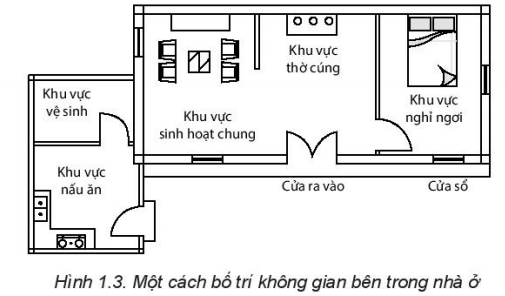 Khu vực
thờ cúng
Khu vực
vệ sinh
Khu vực
nghỉ ngơi
Khu vực
sinh hoạt chung
Khu vực
nấu ăn
Cửa ra vào
Cửa sổ
Hình 1.3. Một cách bố trí không gian bên trong nhà ở